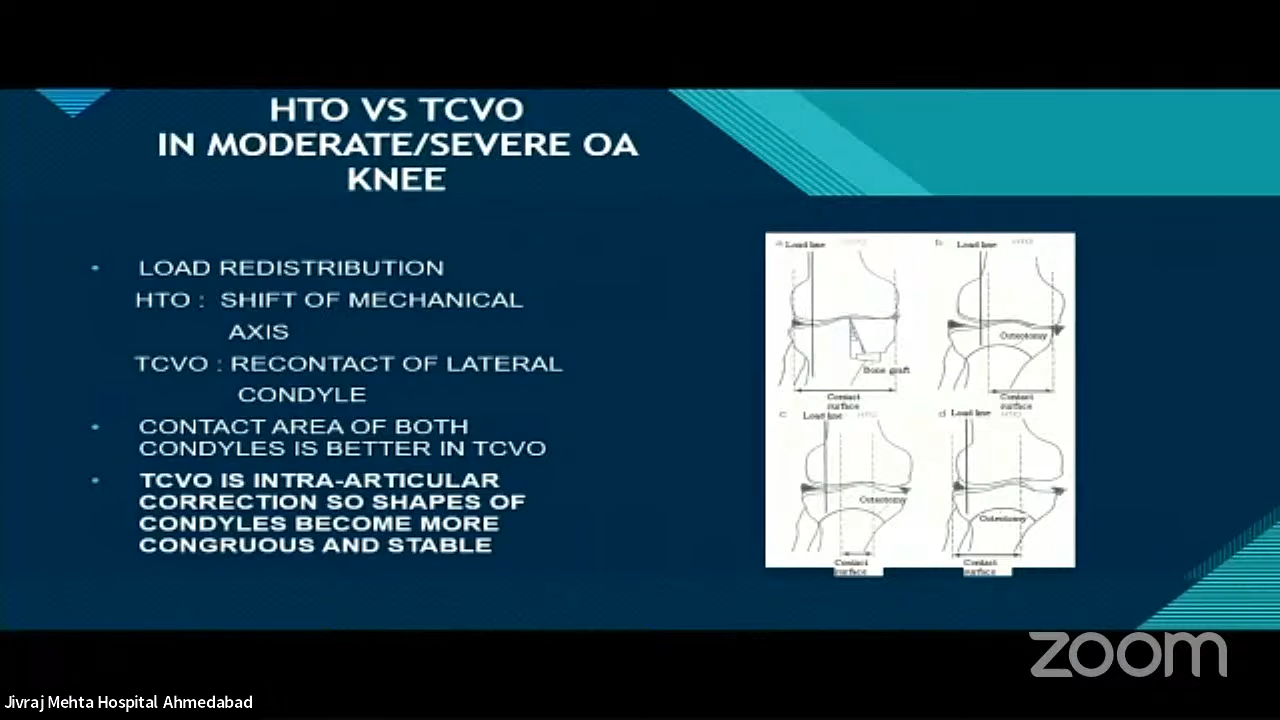 HTO VS TCVO
IN MODERATE/SEVERE OA
KNEE
• LOAD REDISTRIBUTION
HTO : SHIFT OF MECHANICAL
AXIS
TCVO : RECONTACT OF LATERAL
CONDYLE
• CONTACT AREA OF BOTH
CONDYLES IS BETTER IN TCVO
• TCVO IS INTRA-ARTICULAR
CORRECTION SO SHAPES OF
CONDYLES BECOME MORE
CONGRUOUS AND STABLE
a Load line
Bone graft
Contact
surface
b Load line
Osteotomy
Contact
surface
c Load line
Osteotomy
Contact
surface
d) Load line
Osteotomy
Contact
surface
zoom
Jivraj Mehta Hospital Ahmedabad